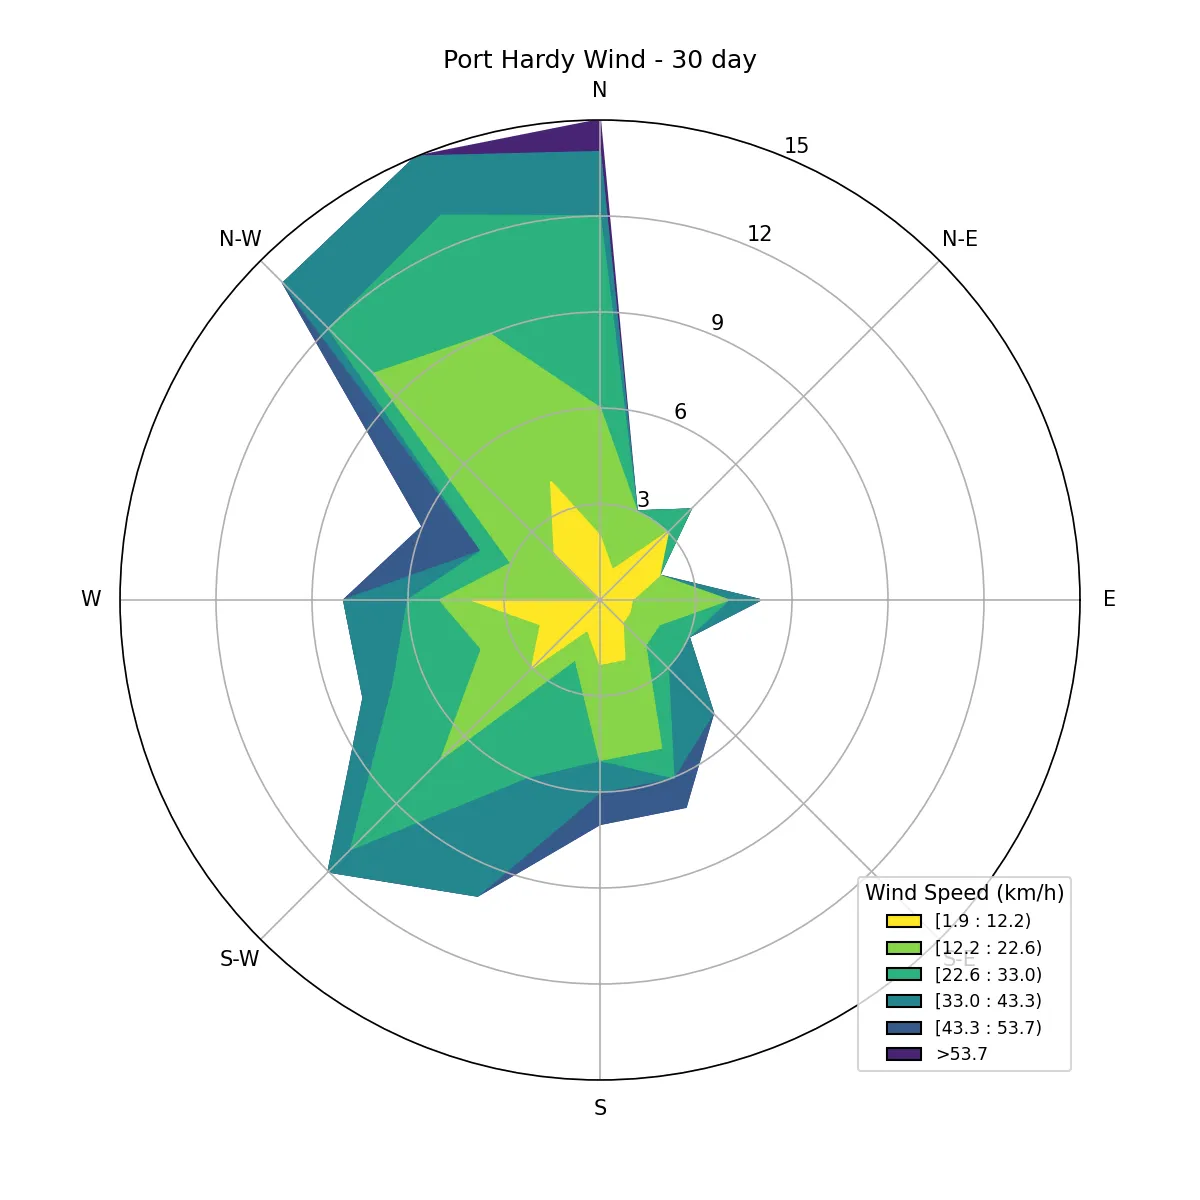 Port Hardy Wind - 30 day
N
15
N-W
12
N-E
9
6
3
W
E
S-W
S-E
S
Wind Speed (km/h)
[1.9 : 12.2)
[12.2 : 22.6)
[22.6 : 33.0)
[33.0 : 43.3)
[43.3 : 53.7)
>53.7